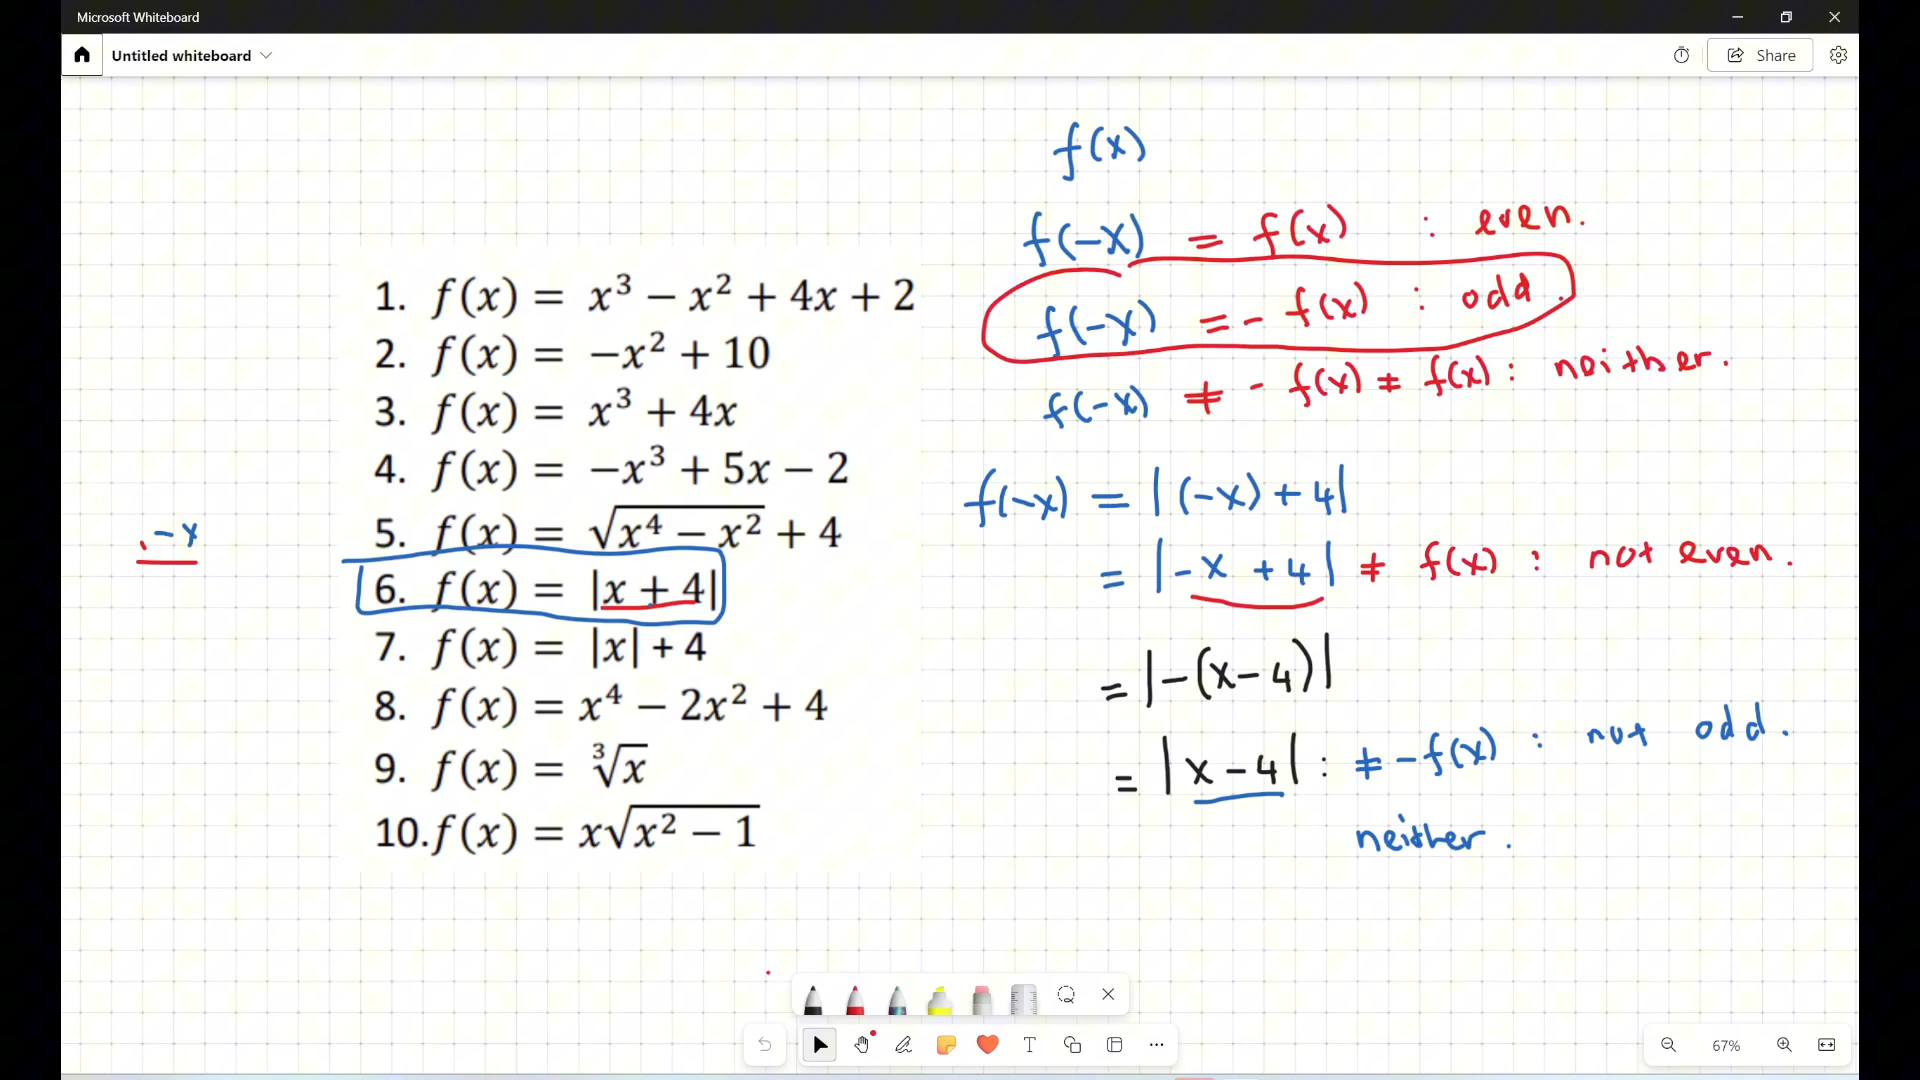 Microsoft Whiteboard
Untitled whiteboard
Share
f(x)
f(-x) = f(x) : even.
f(-x) = - f(x) : odd.
f(-x) ≠ - f(x) ≠ f(x) : neither.
1. f(x) = x³ − x² + 4x + 2
2. f(x) = −x² + 10
3. f(x) = x³ + 4x
4. f(x) = −x³ + 5x − 2
5. f(x) = √(x⁴ − x²) + 4
6. f(x) = |x + 4|
7. f(x) = |x| + 4
8. f(x) = x⁴ − 2x² + 4
9. f(x) = ∛x
10. f(x) = x√(x² − 1)
-x
f(-x) = |(-x) + 4|
= |-x + 4| ≠ f(x) : not even.
= |-(x-4)|
= |x-4| : ≠ -f(x) : not odd.
neither.
67%